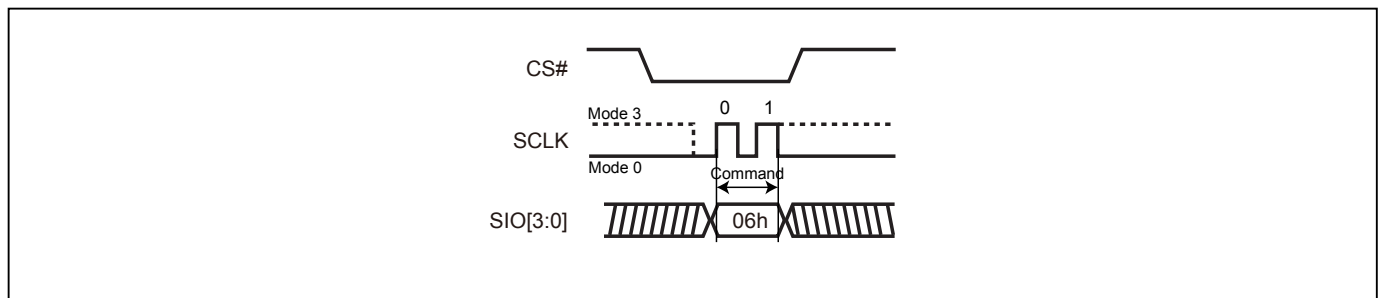 CS#
Mode 3
0 1
SCLK
Mode 0
Command
SIO[3:0]
06h